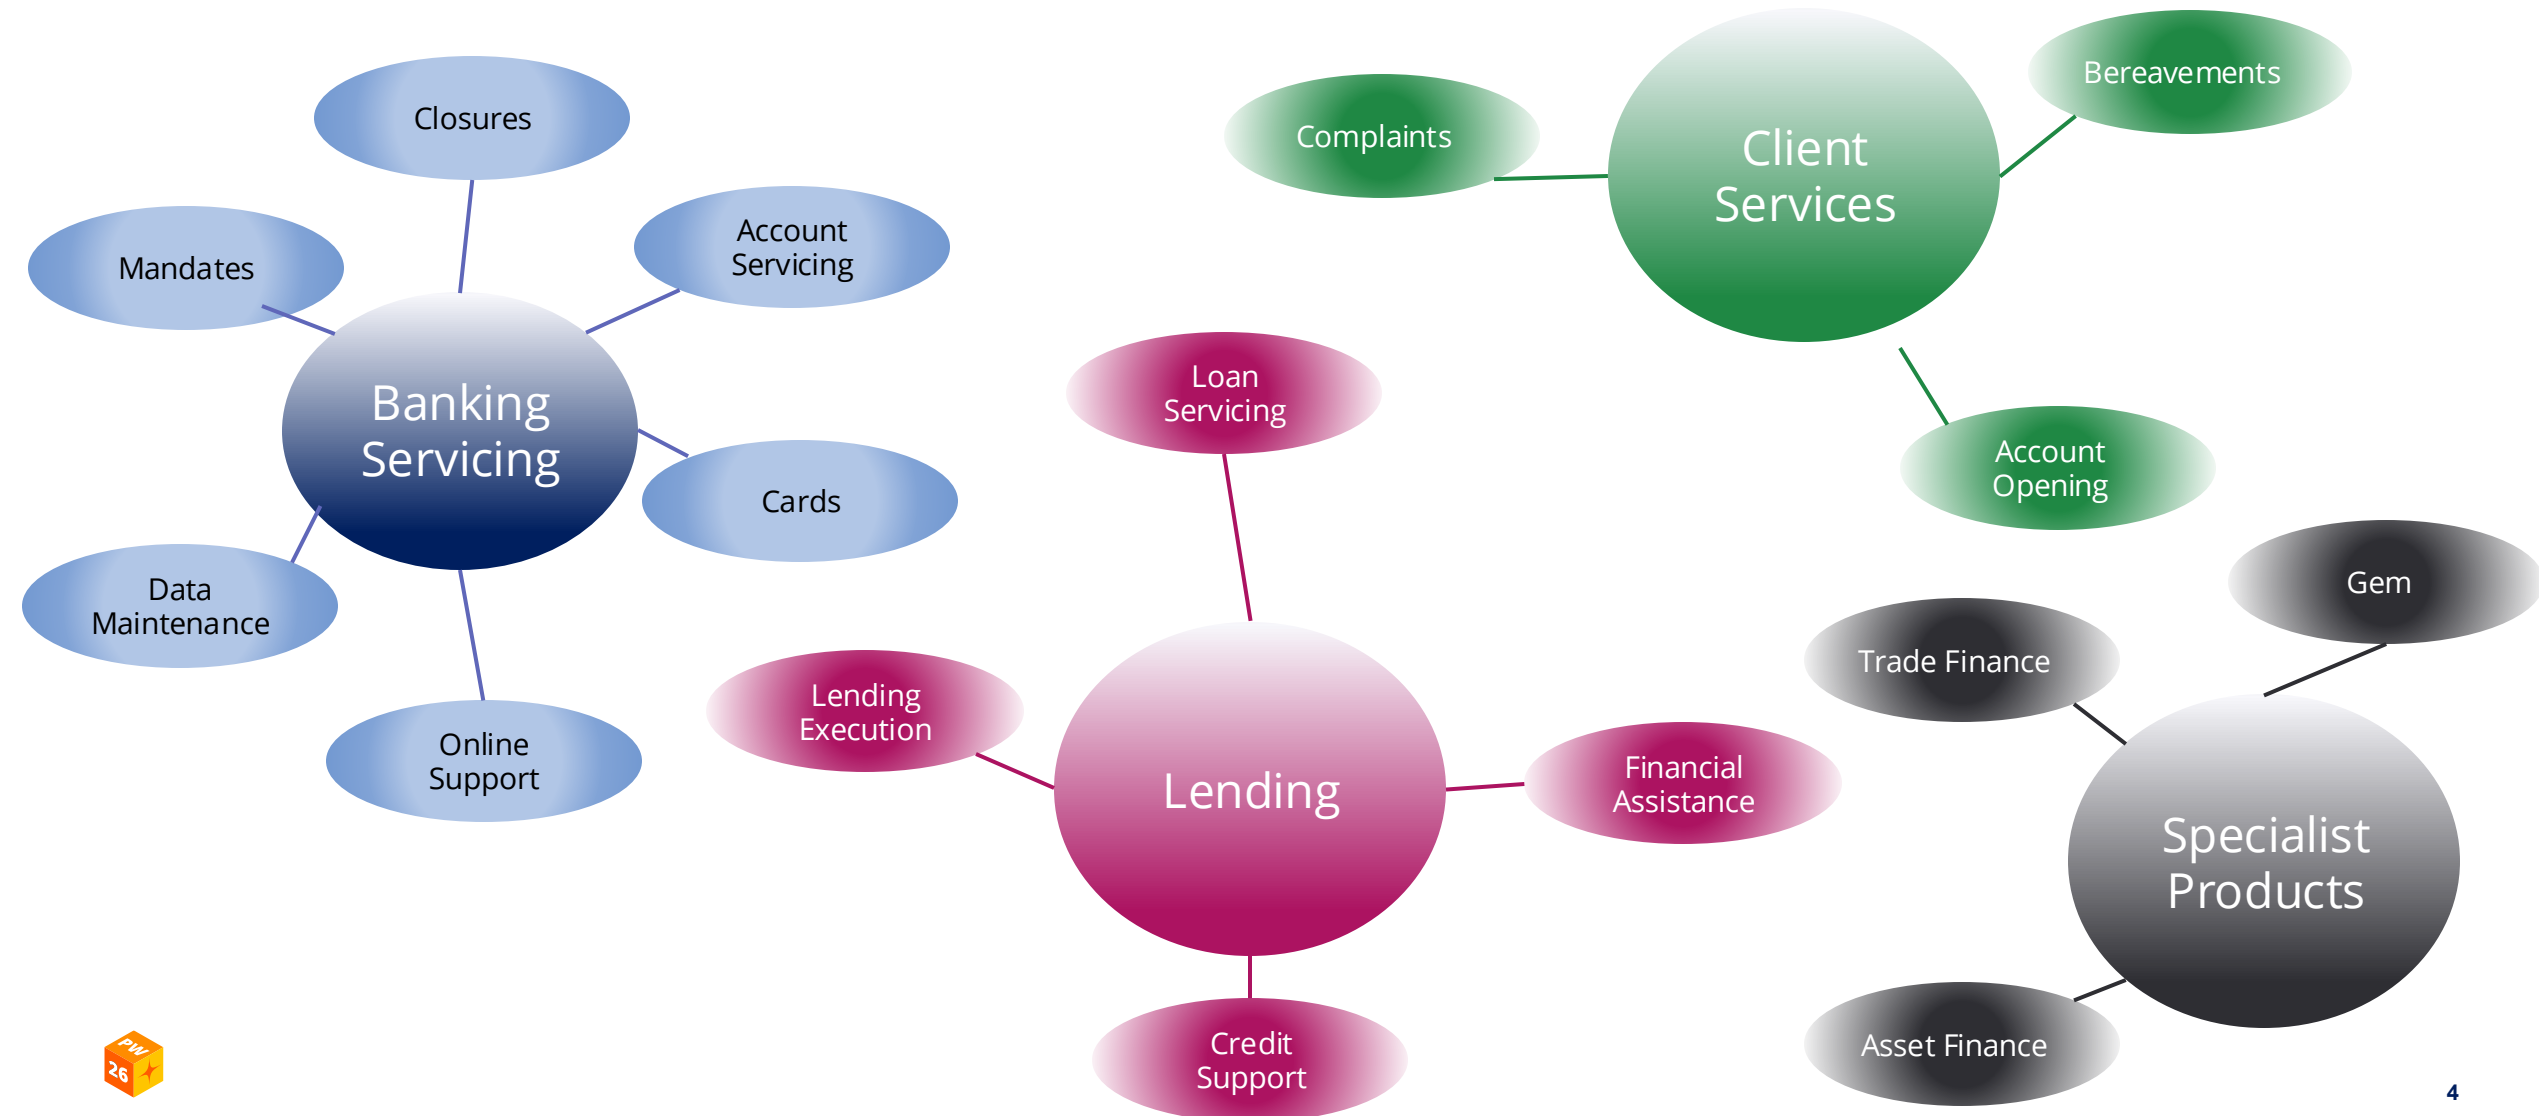 Closures
Mandates
Account
Servicing
Banking
Servicing
Cards
Data
Maintenance
Online
Support
Client
Services
Complaints
Bereavements
Account
Opening
Loan
Servicing
Lending
Execution
Lending
Financial
Assistance
Credit
Support
Gem
Trade Finance
Specialist
Products
Asset Finance
PW
26
4